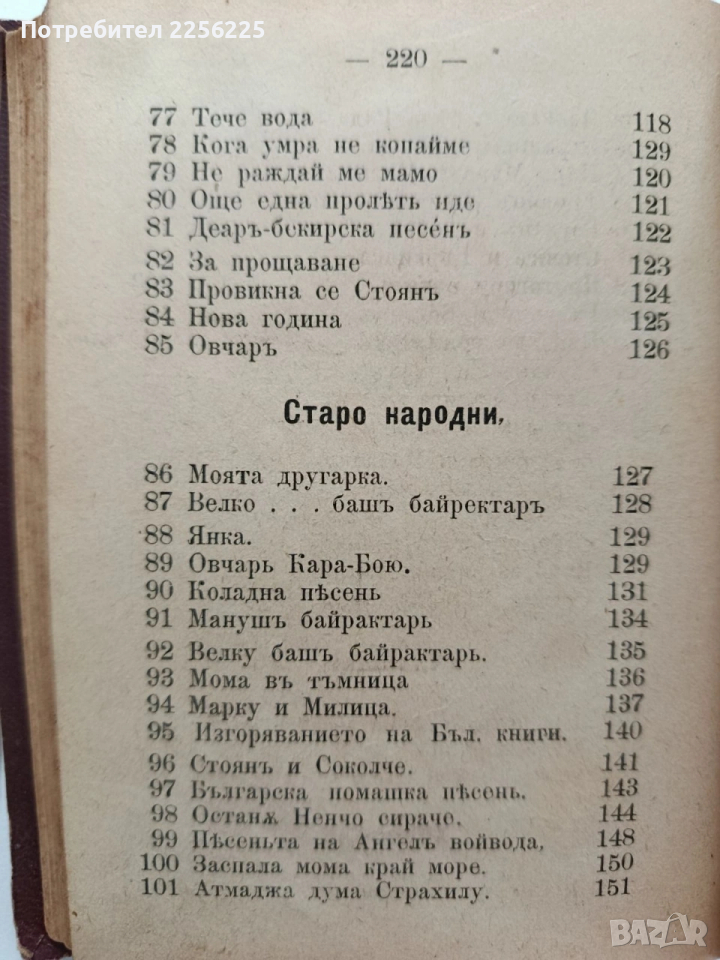 Потребител 2256225
— 220 —
77 Тече вода 118
78 Кога умра не копайме 129
79 Не раждай ме мамо 120
80 Още една пролѣть иде 121
81 Деаръ-бекирска песе́нъ 122
82 За прощаване 123
83 Провикна се Стоянъ 124
84 Нова година 125
85 Овчаръ 126
Старо народни.
86 Моята другарка. 127
87 Велко . . . башъ байректаръ 128
88 Янка. 129
89 Овчарь Кара-Бою. 129
90 Коладна пѣсень 131
91 Манушъ байрактарь 134
92 Велку башъ байрактарь. 135
93 Мома въ тъмница 136
94 Марку и Милица. 137
95 Изгоряванието на Бъл. книги. 140
96 Стоянъ и Соколче. 141
97 Българска помашка пѣсень. 143
98 Останѫ Ненчо сираче. 144
99 Пѣсеньта на Ангелъ войвода, 148
100 Заспала мома край море. 150
101 Атмаджа дума Страхилу. 151
BAZAR